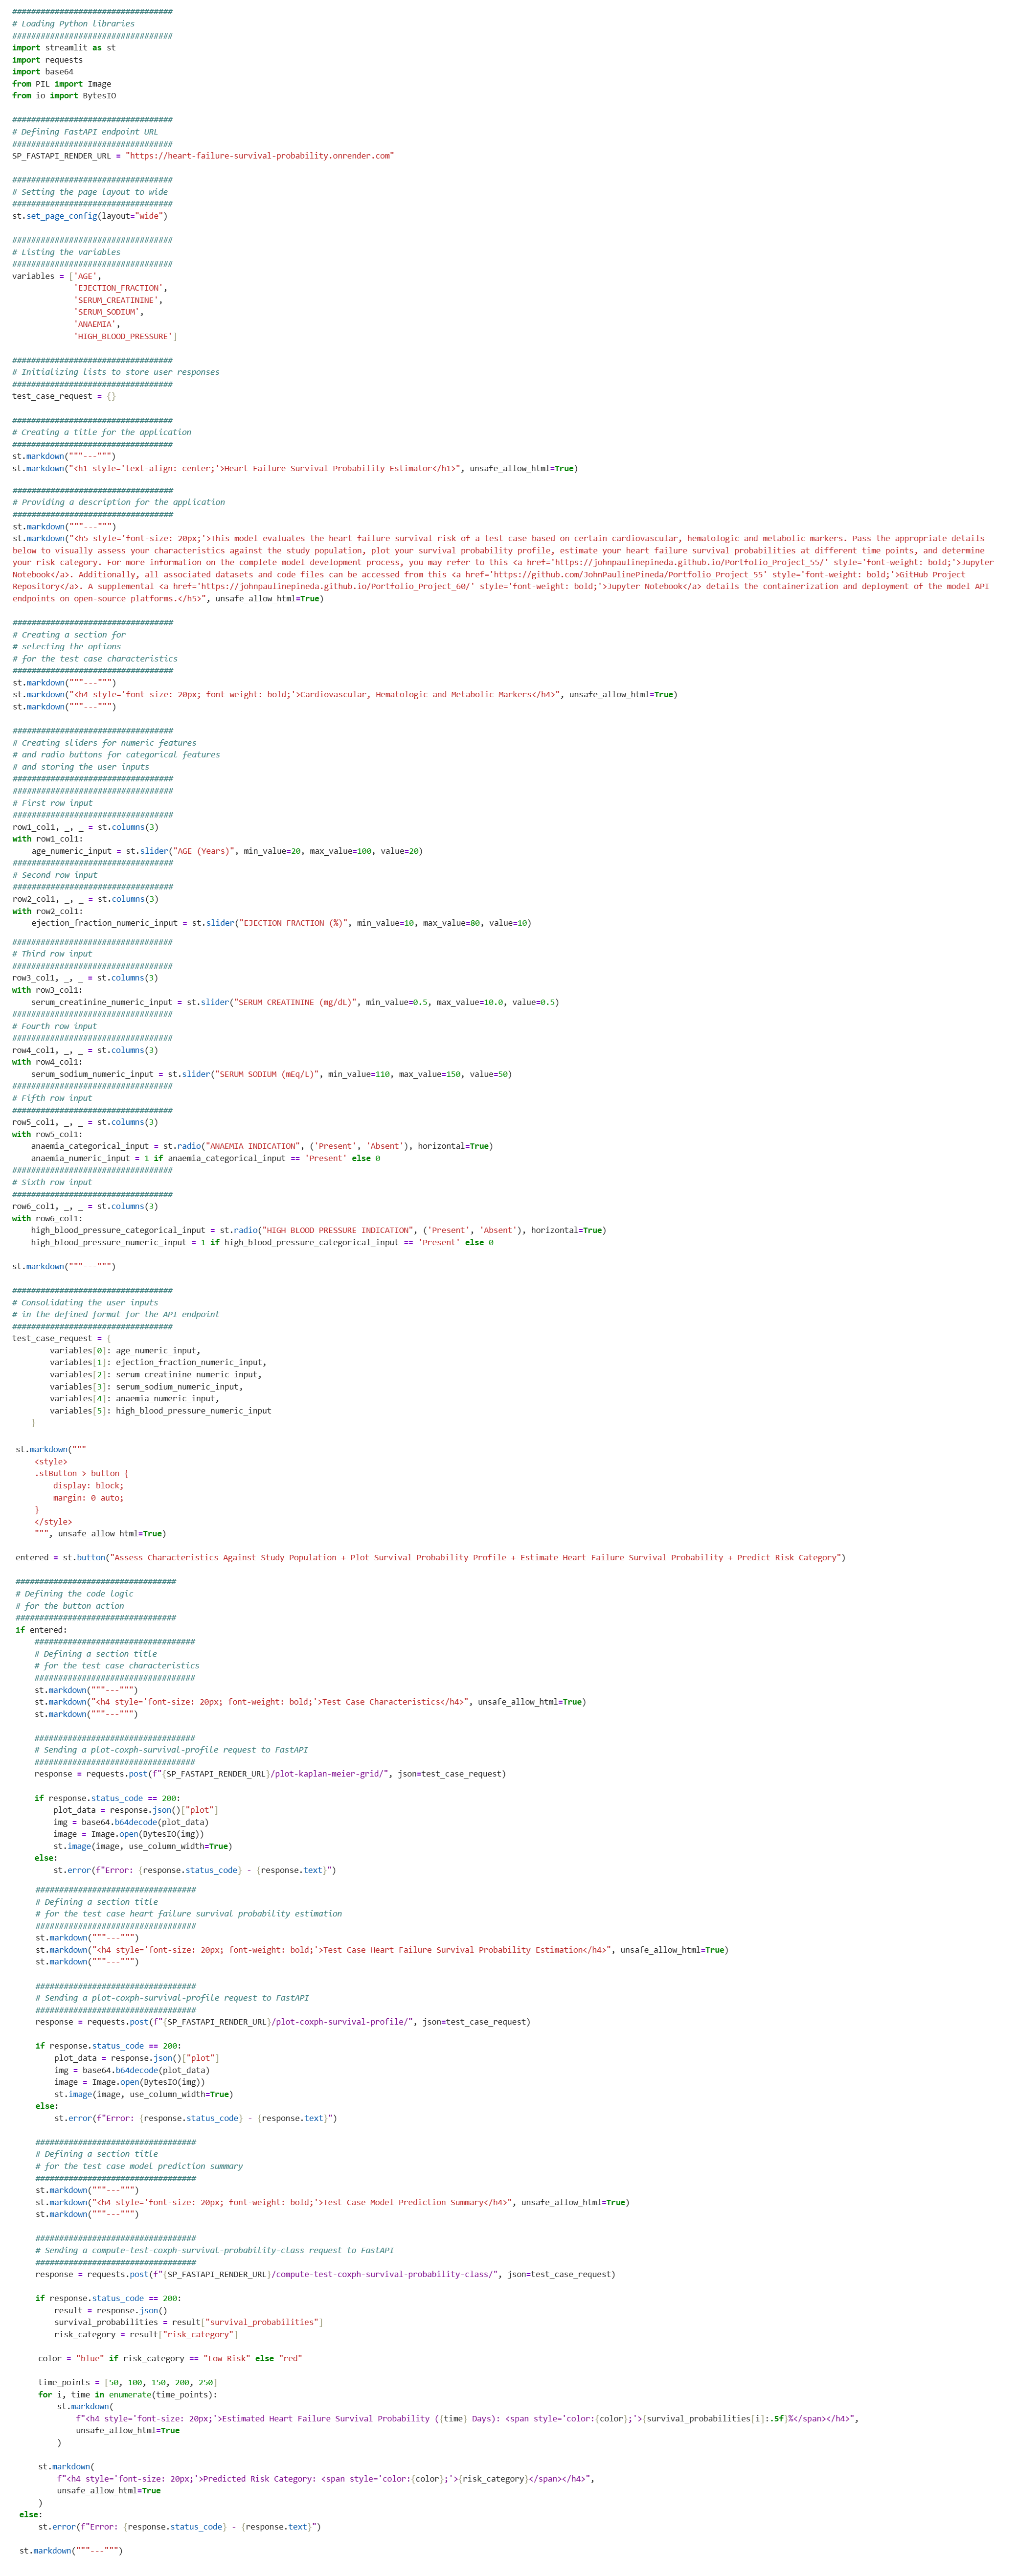 ##################################
# Loading Python libraries
##################################
import streamlit as st
import requests
import base64
from PIL import Image
from io import BytesIO

##################################
# Defining FastAPI endpoint URL
##################################
SP_FASTAPI_RENDER_URL = "https://heart-failure-survival-probability.onrender.com"

##################################
# Setting the page layout to wide
##################################
st.set_page_config(layout="wide")

##################################
# Listing the variables
##################################
variables = ['AGE',
             'EJECTION_FRACTION',
             'SERUM_CREATININE',
             'SERUM_SODIUM',
             'ANAEMIA',
             'HIGH_BLOOD_PRESSURE']

##################################
# Initializing lists to store user responses
##################################
test_case_request = {}

##################################
# Creating a title for the application
##################################
st.markdown("""---""")
st.markdown("<h1 style='text-align: center;'>Heart Failure Survival Probability Estimator</h1>", unsafe_allow_html=True)

##################################
# Providing a description for the application
##################################
st.markdown("""---""")
st.markdown("<h5 style='font-size: 20px;'>This model evaluates the heart failure survival risk of a test case based on certain cardiovascular, hematologic and metabolic markers. Pass the appropriate details
below to visually assess your characteristics against the study population, plot your survival probability profile, estimate your heart failure survival probabilities at different time points, and determine
your risk category. For more information on the complete model development process, you may refer to this <a href='https://johnpaulinepineda.github.io/Portfolio_Project_55/' style='font-weight: bold;'>Jupyter
Notebook</a>. Additionally, all associated datasets and code files can be accessed from this <a href='https://github.com/JohnPaulinePineda/Portfolio_Project_55' style='font-weight: bold;'>GitHub Project
Repository</a>. A supplemental <a href='https://johnpaulinepineda.github.io/Portfolio_Project_60/' style='font-weight: bold;'>Jupyter Notebook</a> details the containerization and deployment of the model API
endpoints on open-source platforms.</h5>", unsafe_allow_html=True)

##################################
# Creating a section for
# selecting the options
# for the test case characteristics
##################################
st.markdown("""---""")
st.markdown("<h4 style='font-size: 20px; font-weight: bold;'>Cardiovascular, Hematologic and Metabolic Markers</h4>", unsafe_allow_html=True)
st.markdown("""---""")

##################################
# Creating sliders for numeric features
# and radio buttons for categorical features
# and storing the user inputs
##################################
##################################
# First row input
##################################
row1_col1, _, _ = st.columns(3)
with row1_col1:
    age_numeric_input = st.slider("AGE (Years)", min_value=20, max_value=100, value=20)
##################################
# Second row input
##################################
row2_col1, _, _ = st.columns(3)
with row2_col1:
    ejection_fraction_numeric_input = st.slider("EJECTION FRACTION (%)", min_value=10, max_value=80, value=10)
##################################
# Third row input
##################################
row3_col1, _, _ = st.columns(3)
with row3_col1:
    serum_creatinine_numeric_input = st.slider("SERUM CREATININE (mg/dL)", min_value=0.5, max_value=10.0, value=0.5)
##################################
# Fourth row input
##################################
row4_col1, _, _ = st.columns(3)
with row4_col1:
    serum_sodium_numeric_input = st.slider("SERUM SODIUM (mEq/L)", min_value=110, max_value=150, value=50)
##################################
# Fifth row input
##################################
row5_col1, _, _ = st.columns(3)
with row5_col1:
    anaemia_categorical_input = st.radio("ANAEMIA INDICATION", ('Present', 'Absent'), horizontal=True)
    anaemia_numeric_input = 1 if anaemia_categorical_input == 'Present' else 0
##################################
# Sixth row input
##################################
row6_col1, _, _ = st.columns(3)
with row6_col1:
    high_blood_pressure_categorical_input = st.radio("HIGH BLOOD PRESSURE INDICATION", ('Present', 'Absent'), horizontal=True)
    high_blood_pressure_numeric_input = 1 if high_blood_pressure_categorical_input == 'Present' else 0

st.markdown("""---""")

##################################
# Consolidating the user inputs
# in the defined format for the API endpoint
##################################
test_case_request = {
        variables[0]: age_numeric_input,
        variables[1]: ejection_fraction_numeric_input,
        variables[2]: serum_creatinine_numeric_input,
        variables[3]: serum_sodium_numeric_input,
        variables[4]: anaemia_numeric_input,
        variables[5]: high_blood_pressure_numeric_input
    }

st.markdown("""
    <style>
    .stButton > button {
        display: block;
        margin: 0 auto;
    }
    </style>
    """, unsafe_allow_html=True)

entered = st.button("Assess Characteristics Against Study Population + Plot Survival Probability Profile + Estimate Heart Failure Survival Probability + Predict Risk Category")

##################################
# Defining the code logic
# for the button action
##################################
if entered:
    ##################################
    # Defining a section title
    # for the test case characteristics
    ##################################
    st.markdown("""---""")
    st.markdown("<h4 style='font-size: 20px; font-weight: bold;'>Test Case Characteristics</h4>", unsafe_allow_html=True)
    st.markdown("""---""")

    ##################################
    # Sending a plot-coxph-survival-profile request to FastAPI
    ##################################
    response = requests.post(f"{SP_FASTAPI_RENDER_URL}/plot-kaplan-meier-grid/", json=test_case_request)

    if response.status_code == 200:
        plot_data = response.json()["plot"]
        img = base64.b64decode(plot_data)
        image = Image.open(BytesIO(img))
        st.image(image, use_column_width=True)
    else:
        st.error(f"Error: {response.status_code} - {response.text}")

    ##################################
    # Defining a section title
    # for the test case heart failure survival probability estimation
    ##################################
    st.markdown("""---""")
    st.markdown("<h4 style='font-size: 20px; font-weight: bold;'>Test Case Heart Failure Survival Probability Estimation</h4>", unsafe_allow_html=True)
    st.markdown("""---""")

    ##################################
    # Sending a plot-coxph-survival-profile request to FastAPI
    ##################################
    response = requests.post(f"{SP_FASTAPI_RENDER_URL}/plot-coxph-survival-profile/", json=test_case_request)

    if response.status_code == 200:
        plot_data = response.json()["plot"]
        img = base64.b64decode(plot_data)
        image = Image.open(BytesIO(img))
        st.image(image, use_column_width=True)
    else:
        st.error(f"Error: {response.status_code} - {response.text}")

    ##################################
    # Defining a section title
    # for the test case model prediction summary
    ##################################
    st.markdown("""---""")
    st.markdown("<h4 style='font-size: 20px; font-weight: bold;'>Test Case Model Prediction Summary</h4>", unsafe_allow_html=True)
    st.markdown("""---""")

    ##################################
    # Sending a compute-test-coxph-survival-probability-class request to FastAPI
    ##################################
    response = requests.post(f"{SP_FASTAPI_RENDER_URL}/compute-test-coxph-survival-probability-class/", json=test_case_request)

    if response.status_code == 200:
        result = response.json()
        survival_probabilities = result["survival_probabilities"]
        risk_category = result["risk_category"]

    color = "blue" if risk_category == "Low-Risk" else "red"

    time_points = [50, 100, 150, 200, 250]
    for i, time in enumerate(time_points):
        st.markdown(
            f"<h4 style='font-size: 20px;'>Estimated Heart Failure Survival Probability ({time} Days): <span style='color:{color};'>{survival_probabilities[i]:.5f}%</span></h4>",
            unsafe_allow_html=True
        )

    st.markdown(
        f"<h4 style='font-size: 20px;'>Predicted Risk Category: <span style='color:{color};'>{risk_category}</span></h4>",
        unsafe_allow_html=True
    )
else:
    st.error(f"Error: {response.status_code} - {response.text}")

st.markdown("""---""")